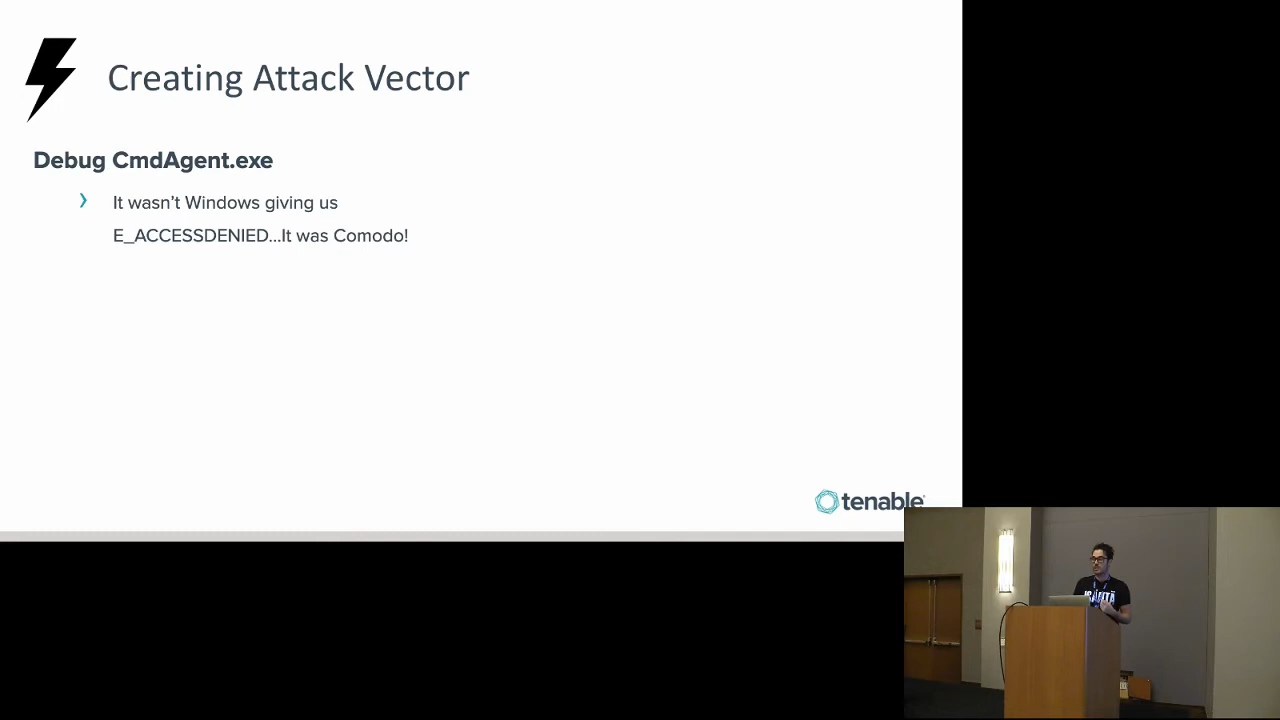 Creating Attack Vector
Debug CmdAgent.exe
It wasn't Windows giving us
E_ACCESSDENIED...It was Comodo!
tenable